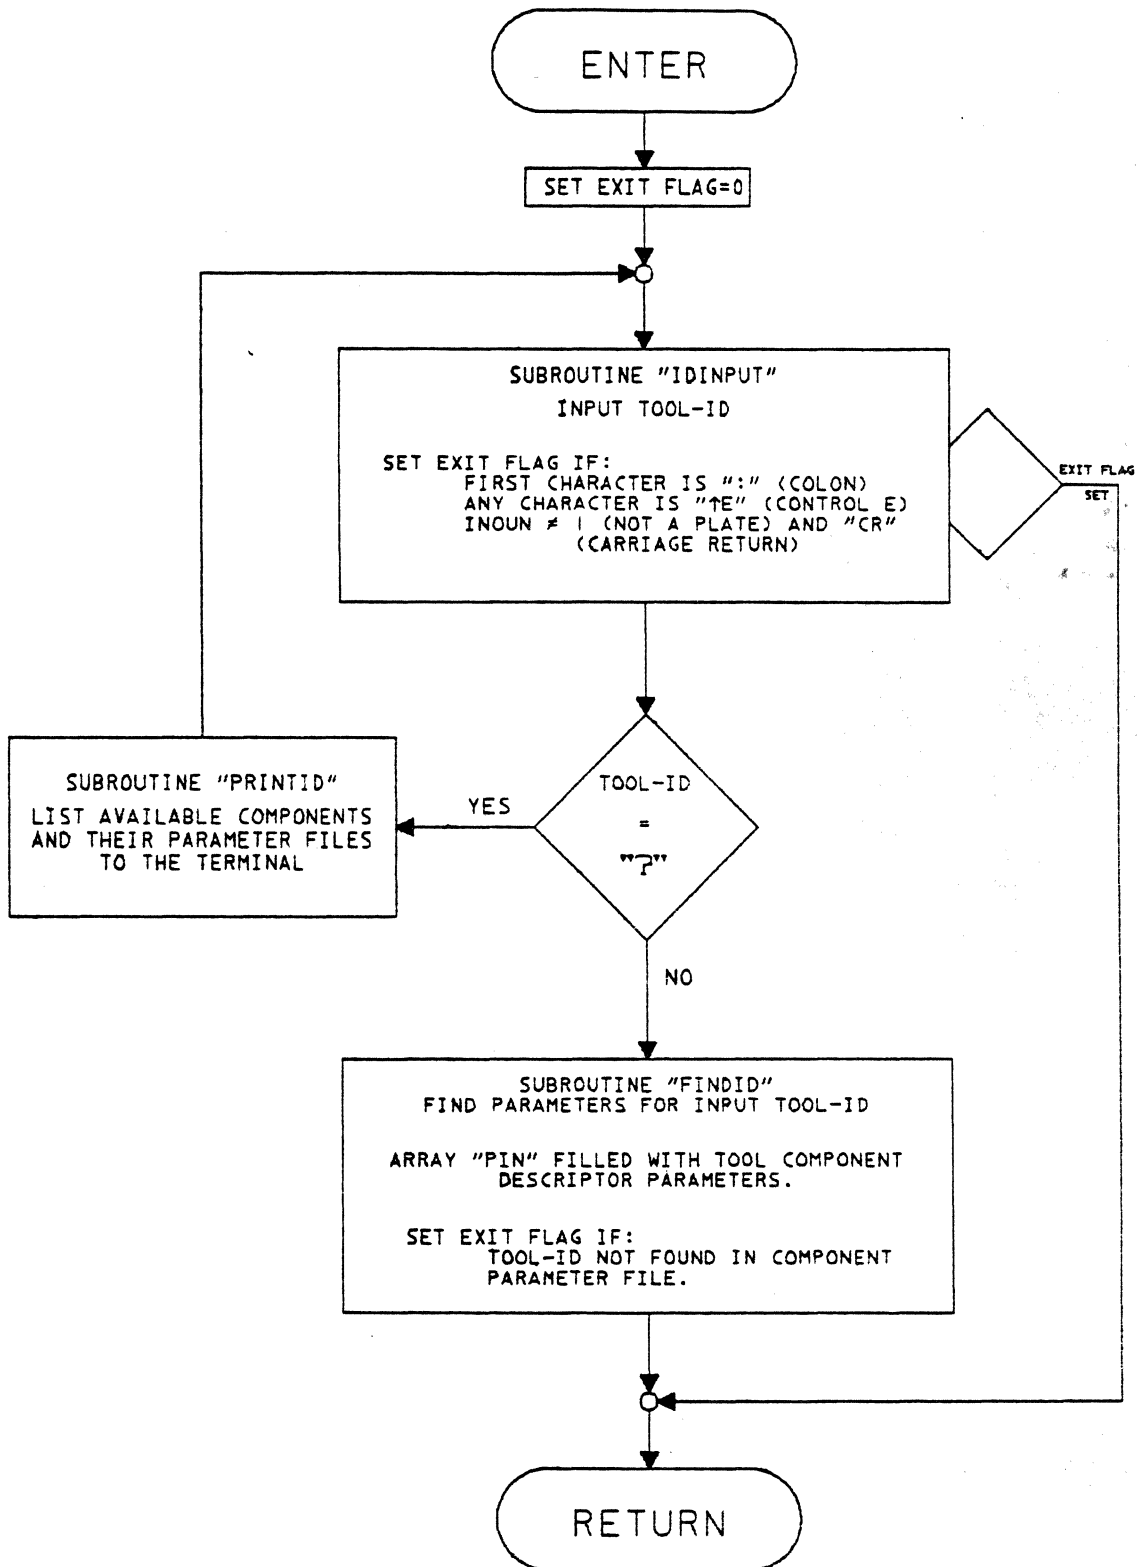 ENTER
SET EXIT FLAG=0
SUBROUTINE "IDINPUT"
INPUT TOOL-ID
SET EXIT FLAG IF:
FIRST CHARACTER IS ":" (COLON)
ANY CHARACTER IS "↑E" (CONTROL E)
INOUN ≠ 1 (NOT A PLATE) AND "CR"
(CARRIAGE RETURN)
EXIT FLAG
SET
SUBROUTINE "PRINTID"
LIST AVAILABLE COMPONENTS
AND THEIR PARAMETER FILES
TO THE TERMINAL
YES
TOOL-ID
=
"?"
NO
SUBROUTINE "FINDID"
FIND PARAMETERS FOR INPUT TOOL-ID
ARRAY "PIN" FILLED WITH TOOL COMPONENT
DESCRIPTOR PARAMETERS.
SET EXIT FLAG IF:
TOOL-ID NOT FOUND IN COMPONENT
PARAMETER FILE.
RETURN